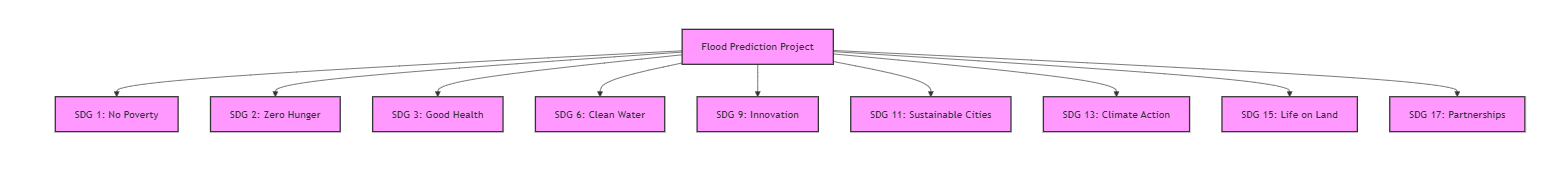 Flood Prediction Project
SDG 1: No Poverty
SDG 2: Zero Hunger
SDG 3: Good Health
SDG 6: Clean Water
SDG 9: Innovation
SDG 11: Sustainable Cities
SDG 13: Climate Action
SDG 15: Life on Land
SDG 17: Partnerships